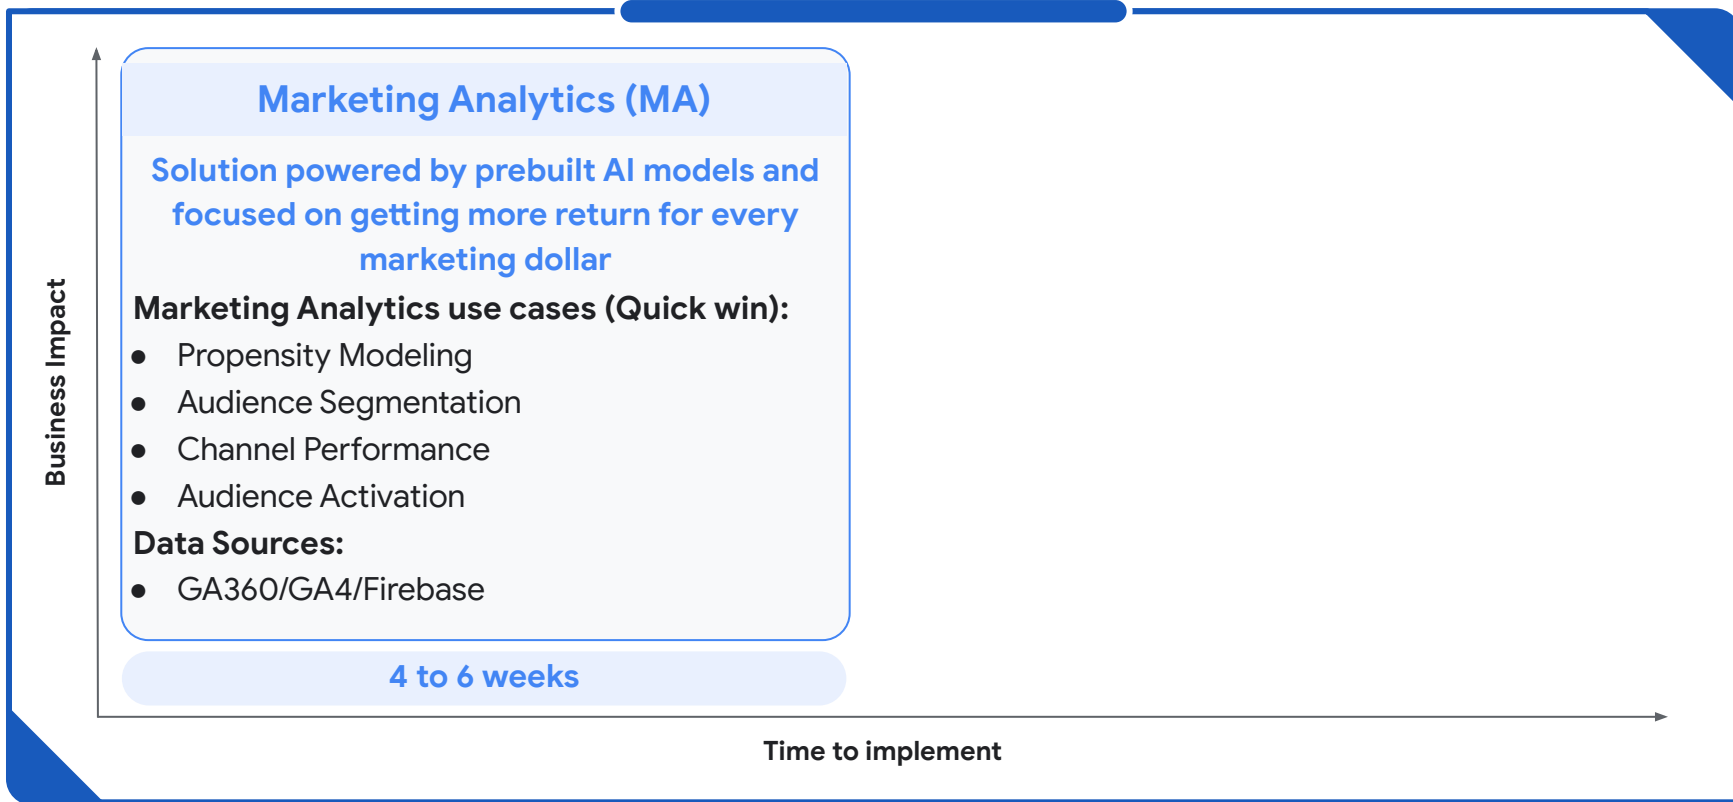 Marketing Analytics (MA)
Solution powered by prebuilt AI models and
focused on getting more return for every
marketing dollar
Marketing Analytics use cases (Quick win):
● Propensity Modeling
● Audience Segmentation
● Channel Performance
● Audience Activation
Data Sources:
● GA360/GA4/Firebase
4 to 6 weeks
Business Impact
Time to implement